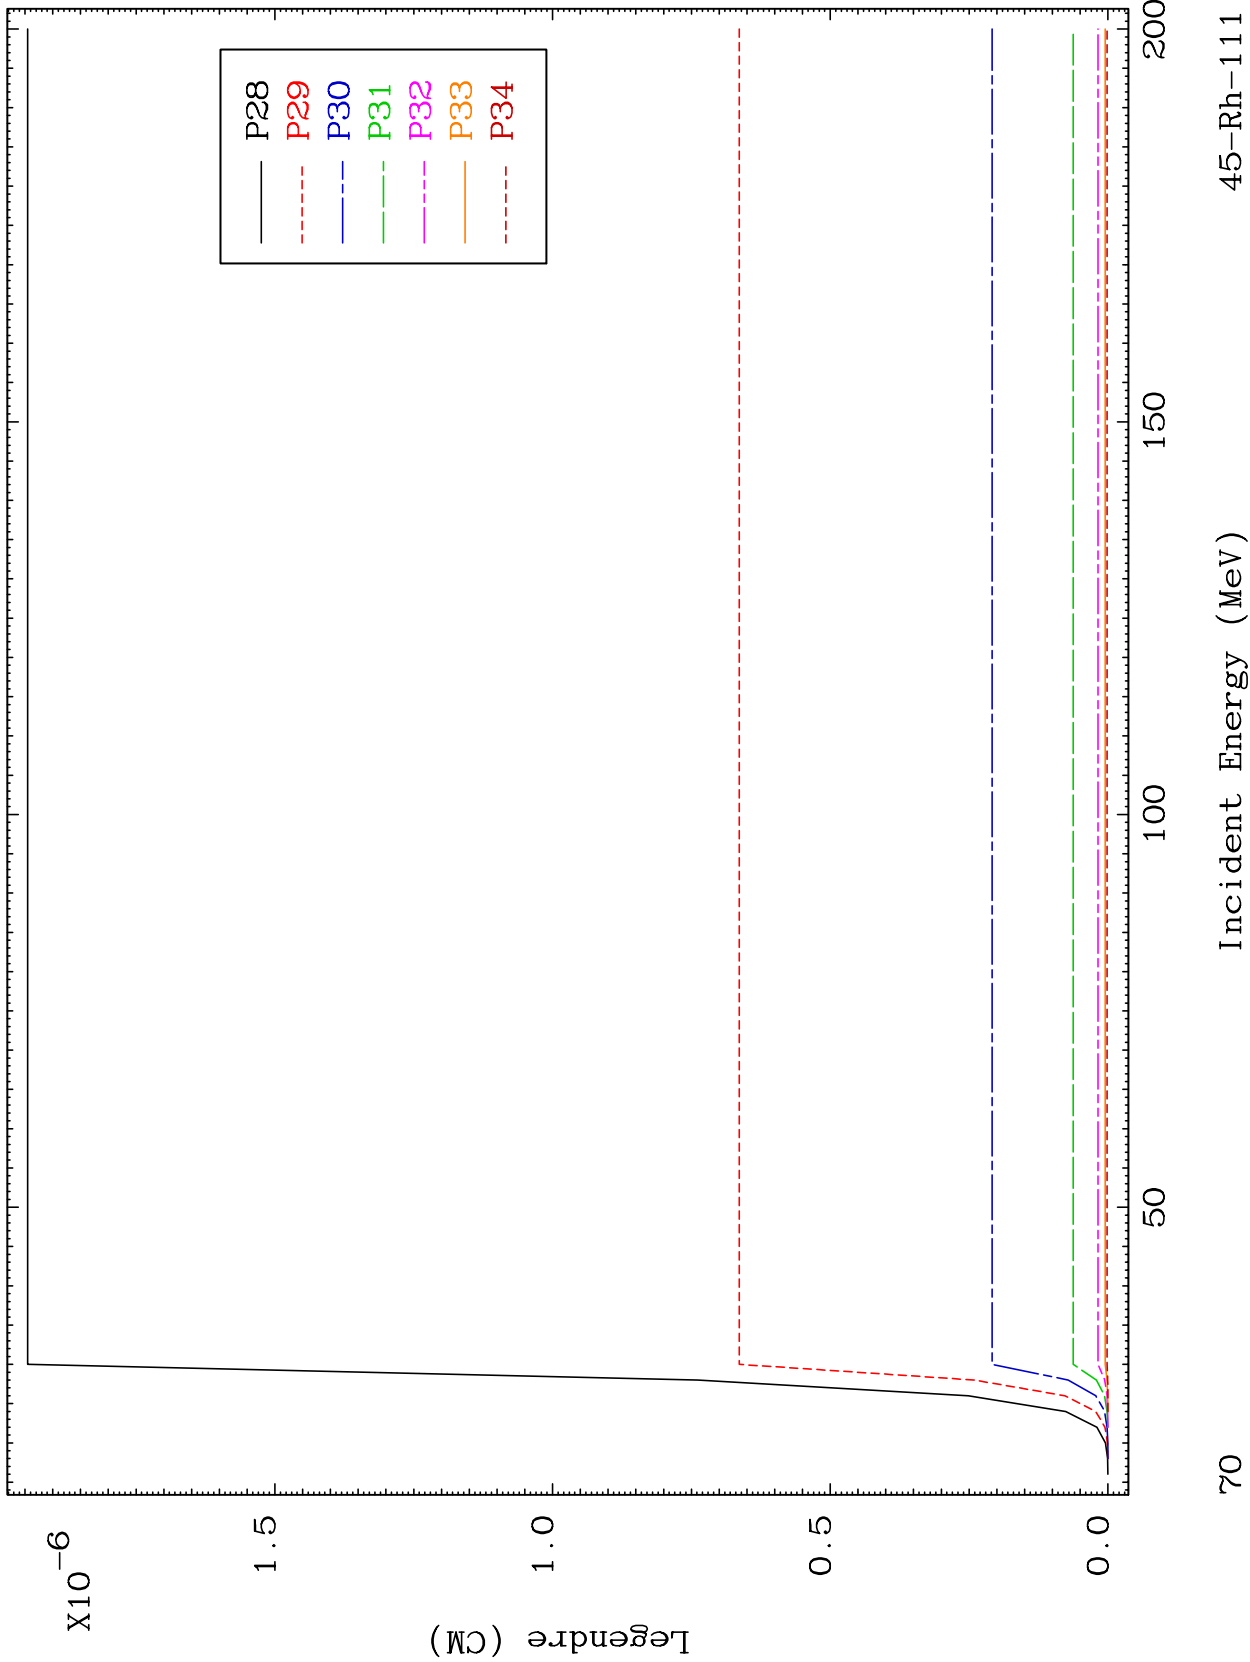 X10-6
1.5
1.0
0.5
0.0
Legendre (CM)
P28
P29
P30
P31
P32
P33
P34
50
100
150
200
Incident Energy (MeV)
70
45-Rh-111